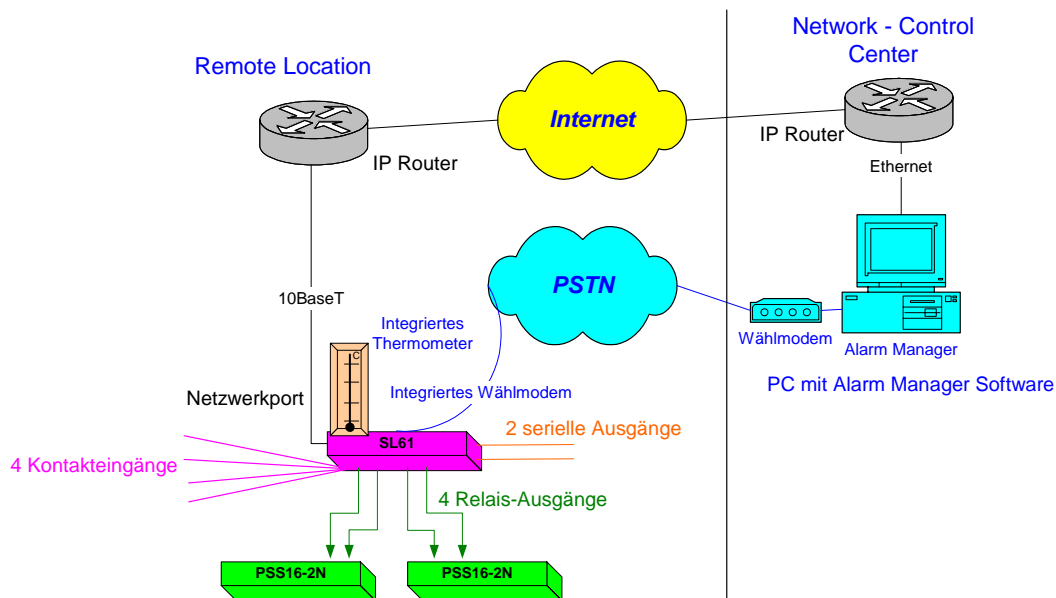 Remote Location
Network - Control
Center
Internet
IP Router
IP Router
Ethernet
10BaseT
PSTN
Integriertes
Thermometer
Wählmodem
Alarm Manager
PC mit Alarm Manager Software
C
Integriertes Wählmodem
Netzwerkport
2 serielle Ausgänge
SL61
4 Kontakteingänge
4 Relais-Ausgänge
PSS16-2N
PSS16-2N